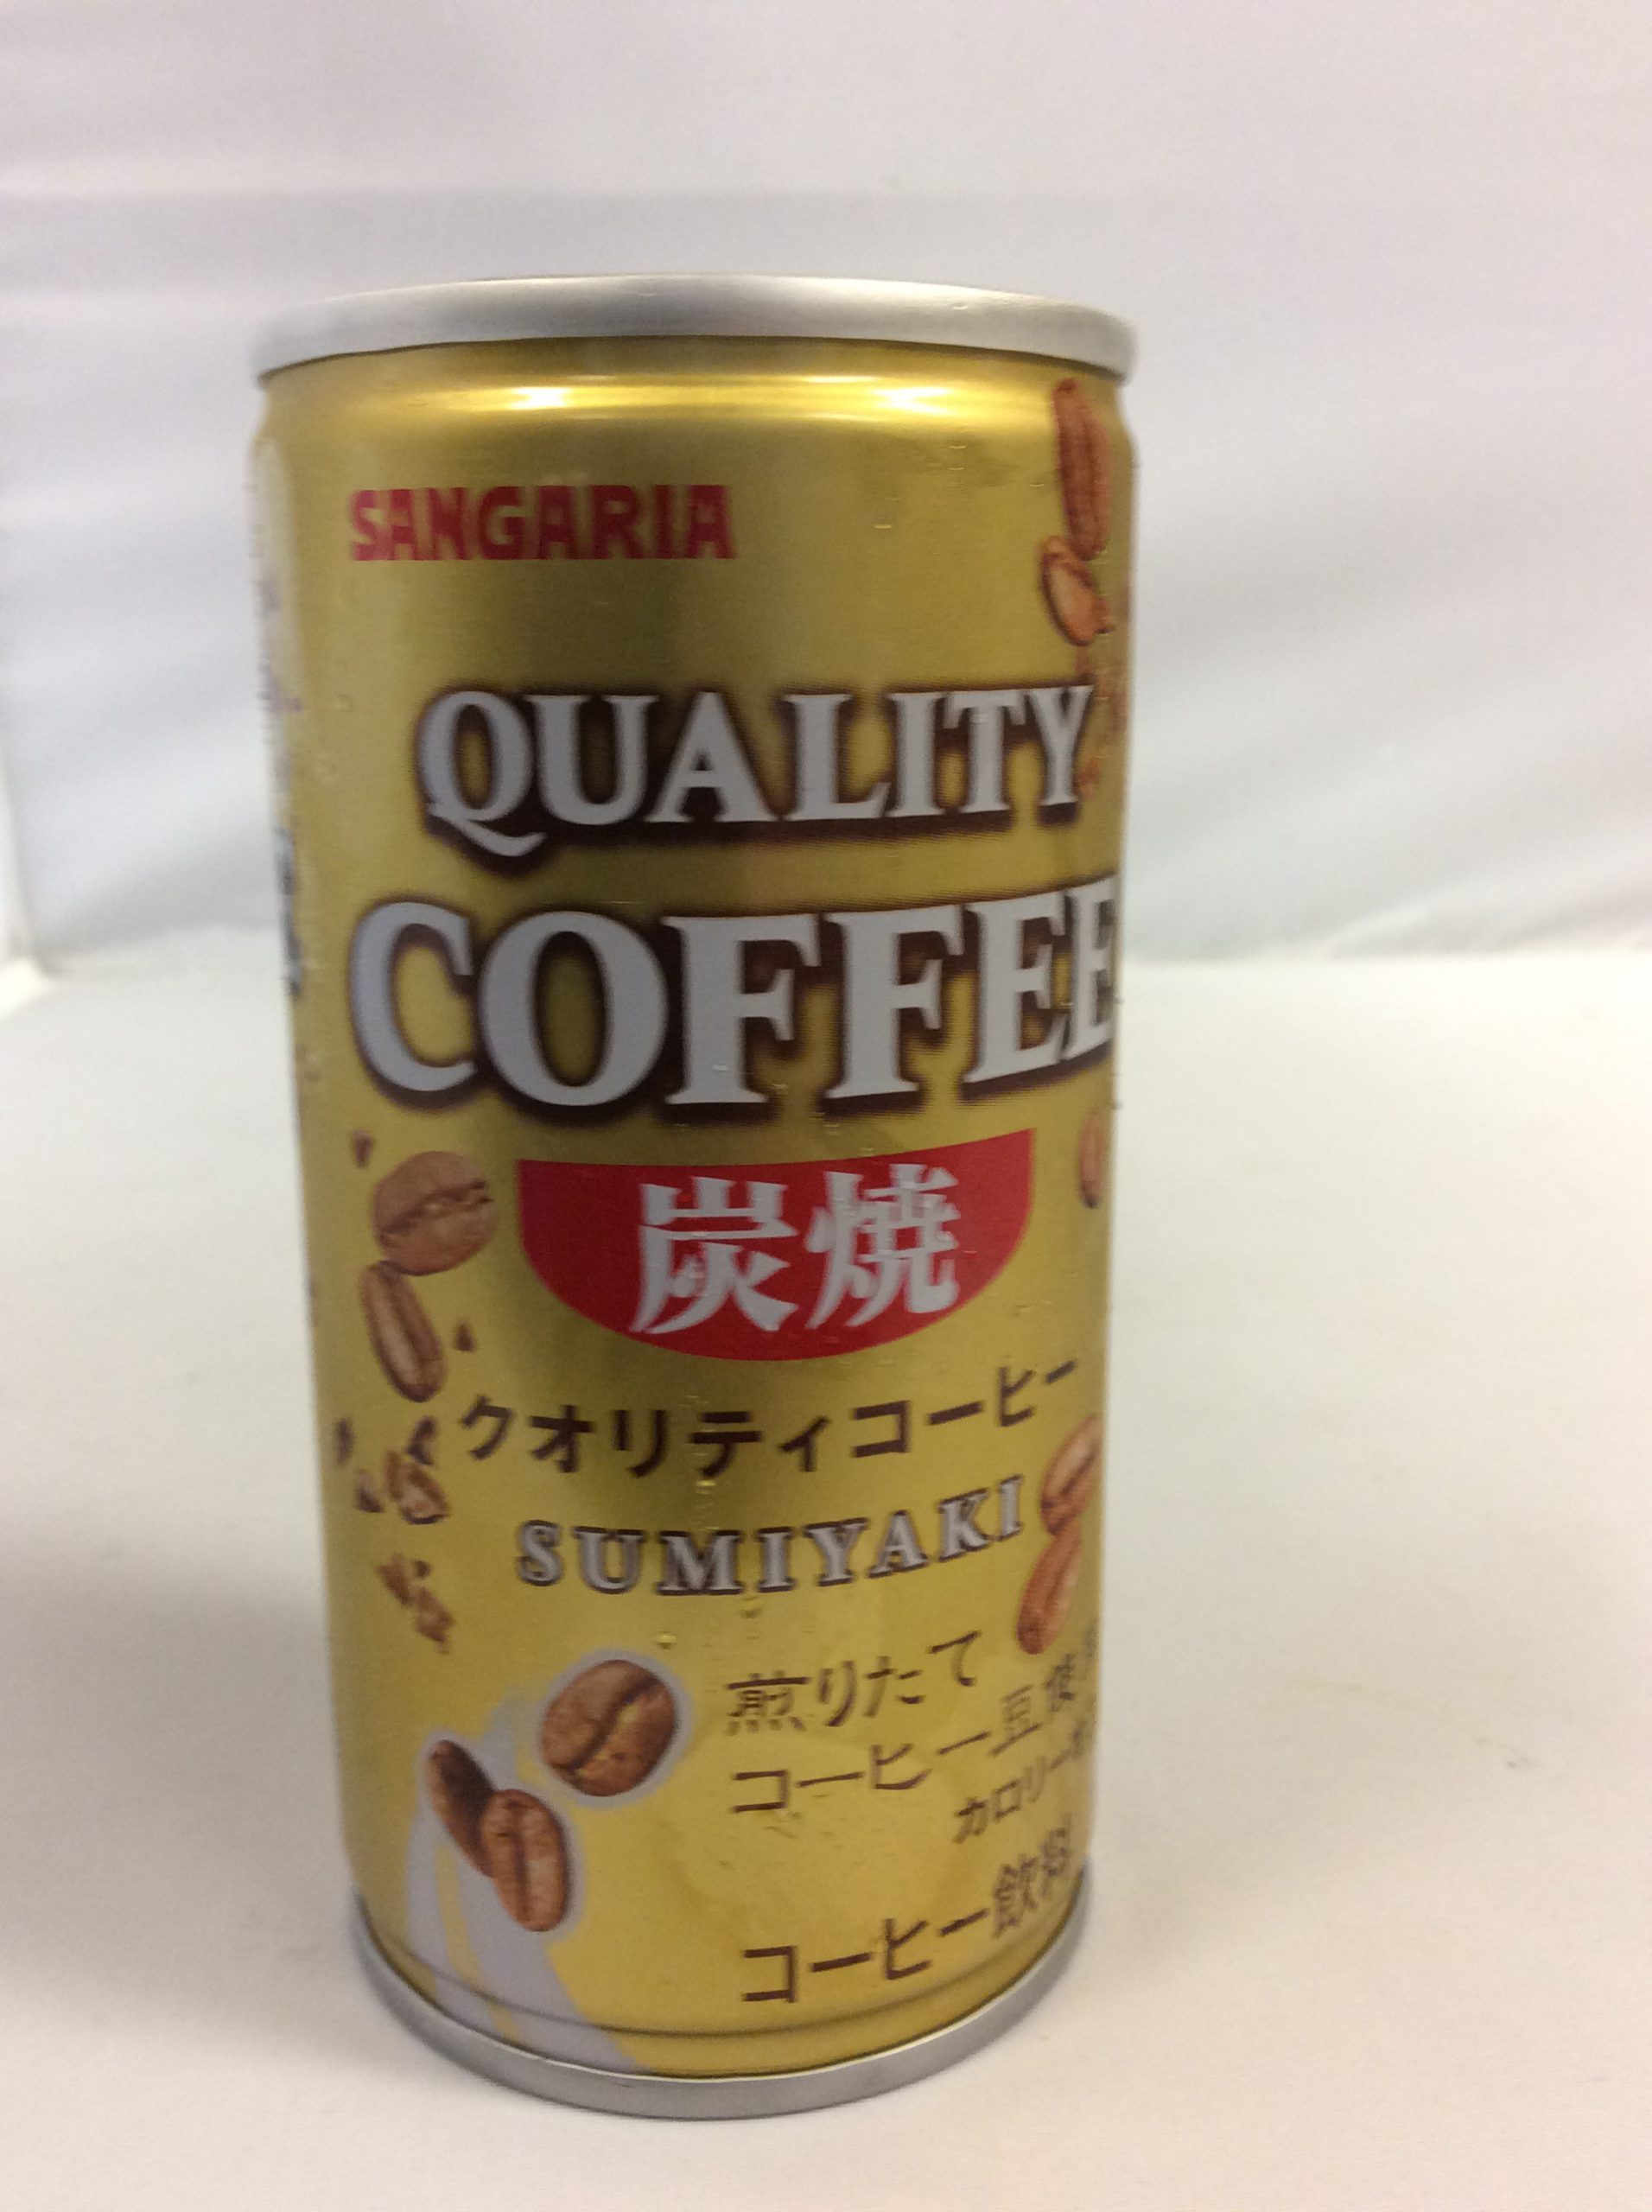 SANGARIA
QUALITY
COFFEE
炭焼
クオリティコーヒー
SUMIYAKI
煎りたて
コーヒー豆使
カロリー
コーヒー飲料